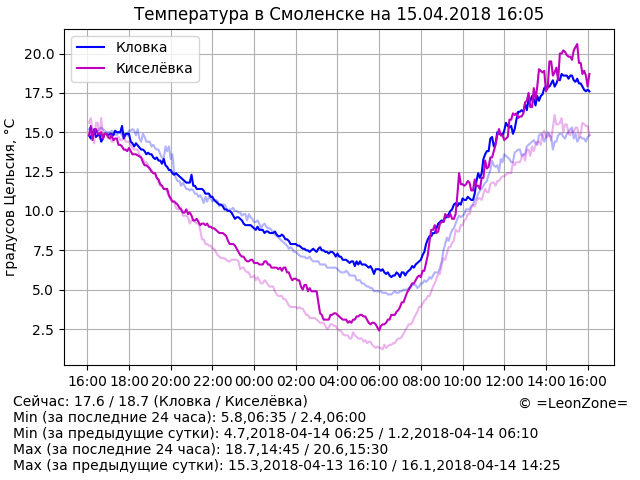 Температура в Смоленске на 15.04.2018 16:05
Кловка
Киселёвка
градусов Цельсия, °C
20.0
17.5
15.0
12.5
10.0
7.5
5.0
2.5
16:00 18:00 20:00 22:00 00:00 02:00 04:00 06:00 08:00 10:00 12:00 14:00 16:00
Сейчас: 17.6 / 18.7 (Кловка / Киселёвка)
© =LeonZone=
Min (за последние 24 часа): 5.8,06:35 / 2.4,06:00
Min (за предыдущие сутки): 4.7,2018-04-14 06:25 / 1.2,2018-04-14 06:10
Max (за последние 24 часа): 18.7,14:45 / 20.6,15:30
Max (за предыдущие сутки): 15.3,2018-04-13 16:10 / 16.1,2018-04-14 14:25